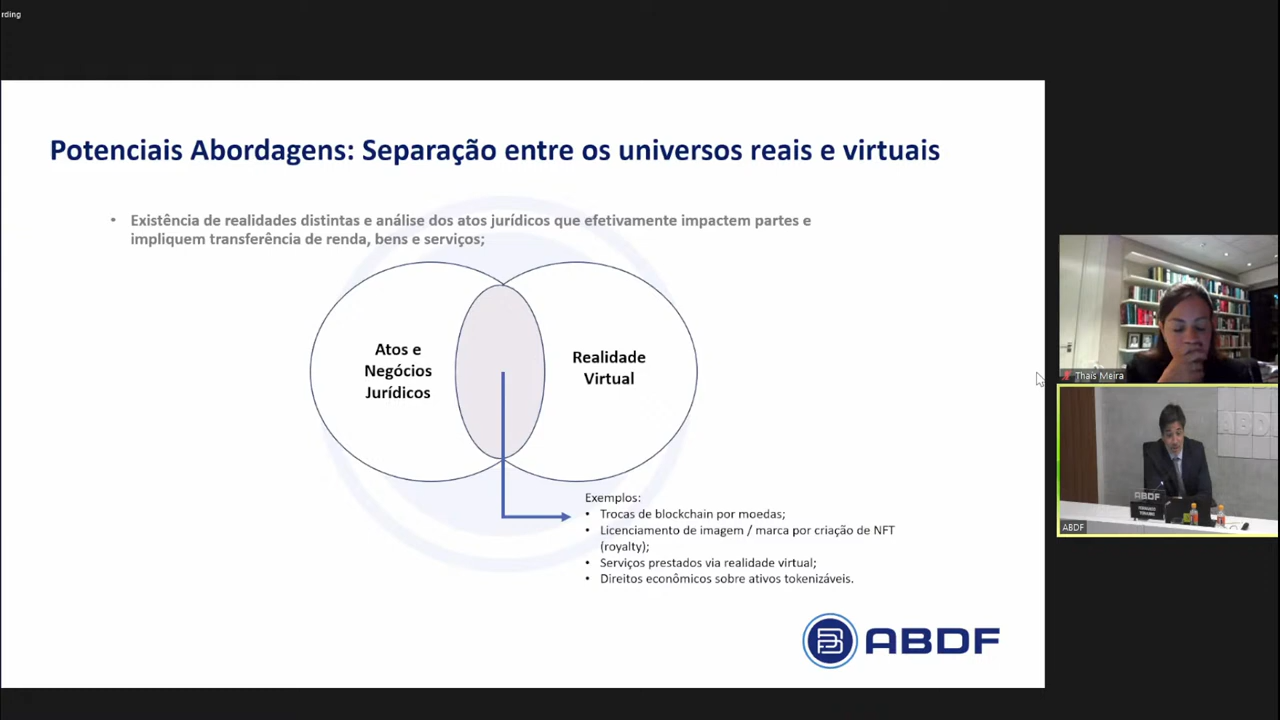 rding
Potenciais Abordagens: Separação entre os universos reais e virtuais
• Existência de realidades distintas e análise dos atos jurídicos que efetivamente impactem partes e
impliquem transferência de renda, bens e serviços;
Atos e
Negócios
Jurídicos
Realidade
Virtual
Exemplos:
• Trocas de blockchain por moedas;
• Licenciamento de imagem / marca por criação de NFT
(royalty);
• Serviços prestados via realidade virtual;
• Direitos econômicos sobre ativos tokenizáveis.
ABDF
Thais Meira
ABDF
ABDF